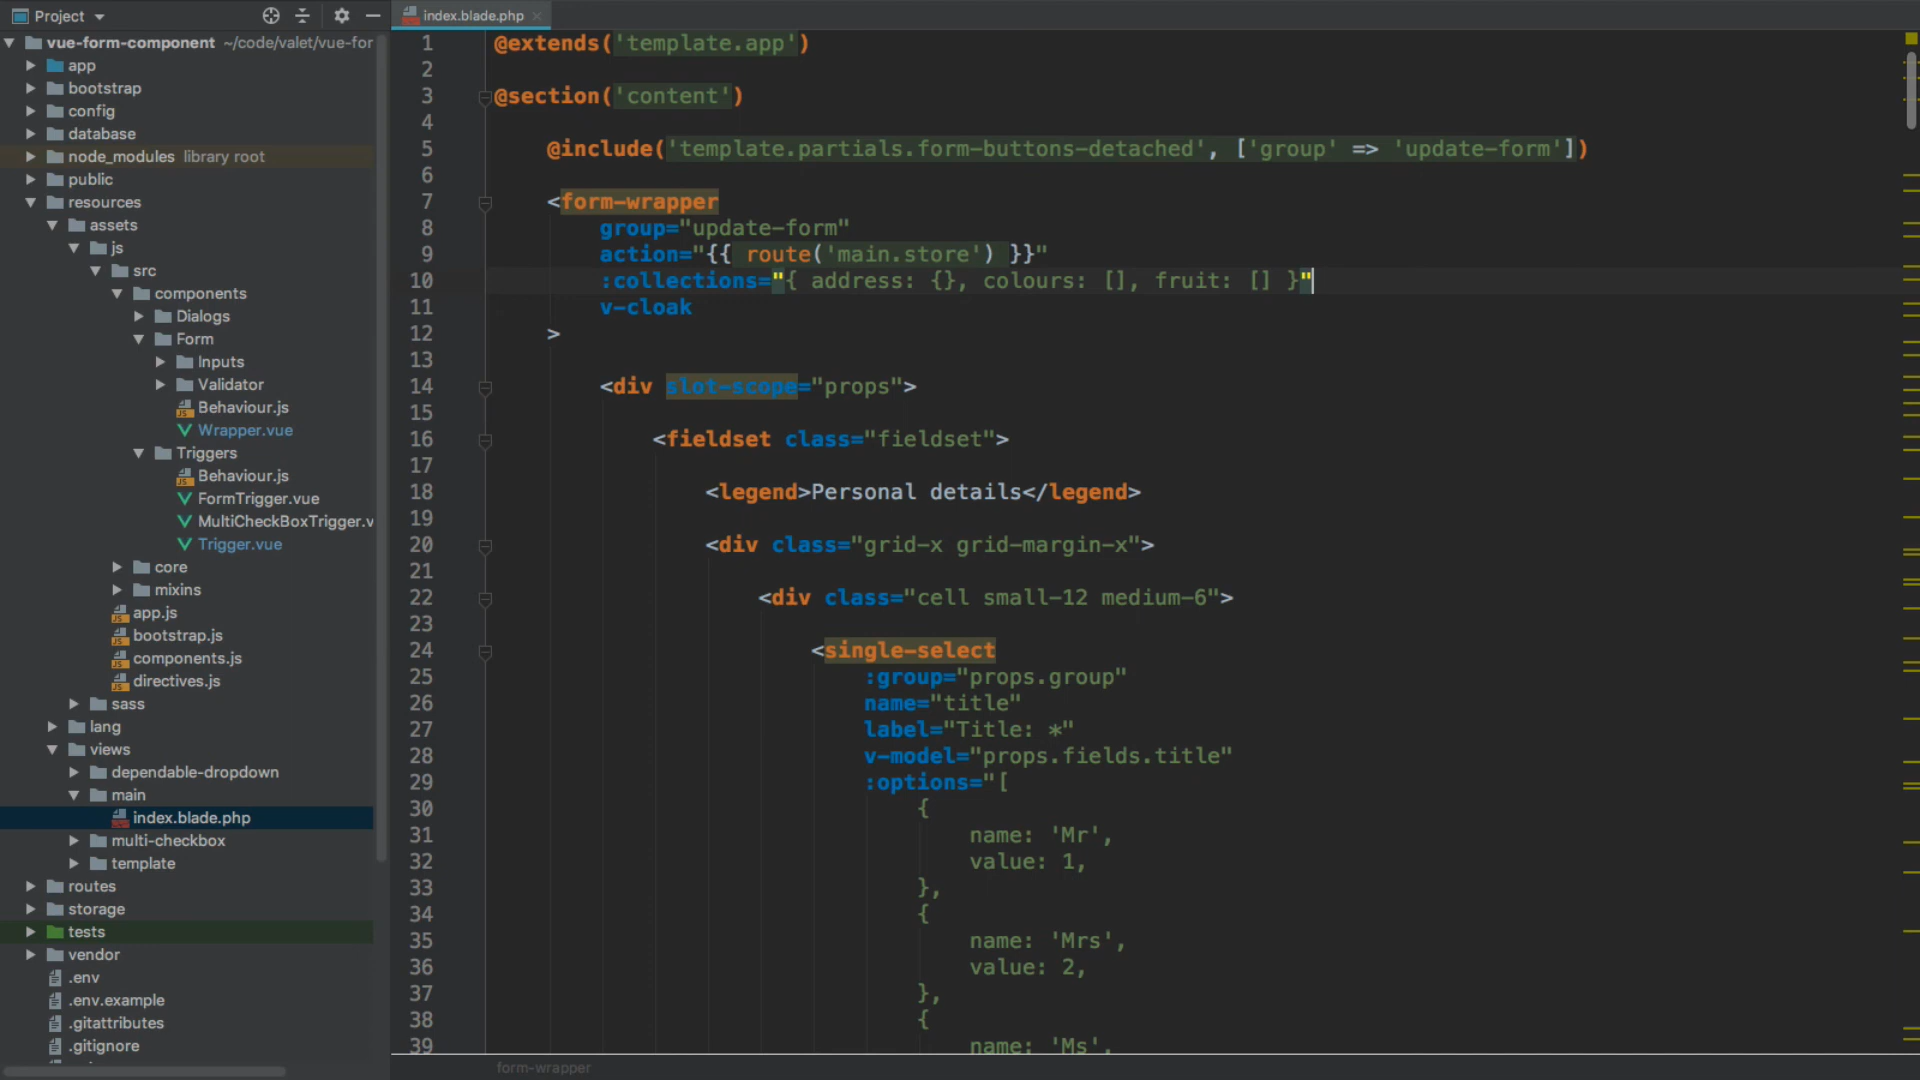 Project
index.blade.php
vue-form-component ~/code/valet/vue-for
app
bootstrap
config
database
node_modules library root
public
resources
assets
js
src
components
Dialogs
Form
Inputs
Validator
Behaviour.js
Wrapper.vue
Triggers
Behaviour.js
FormTrigger.vue
MultiCheckBoxTrigger.v
Trigger.vue
core
mixins
app.js
bootstrap.js
components.js
directives.js
sass
lang
views
dependable-dropdown
main
index.blade.php
multi-checkbox
template
routes
storage
tests
vendor
.env
.env.example
.gitattributes
.gitignore
1 @extends('template.app')
2
3 @section('content')
4
5 @include('template.partials.form-buttons-detached', ['group' => 'update-form'])
6
7 <form-wrapper
8 group="update-form"
9 action="{{ route('main.store') }}"
10 :collections="{ address: {}, colours: [], fruit: [] }"
11 v-cloak
12 >
13
14 <div slot-scope="props">
15
16 <fieldset class="fieldset">
17
18 <legend>Personal details</legend>
19
20 <div class="grid-x grid-margin-x">
21
22 <div class="cell small-12 medium-6">
23
24 <single-select
25 :group="props.group"
26 name="title"
27 label="Title: *"
28 v-model="props.fields.title"
29 :options="[
30 {
31 name: 'Mr',
32 value: 1,
33 },
34 {
35 name: 'Mrs',
36 value: 2,
37 },
38 {
39 name: 'Ms',
form-wrapper